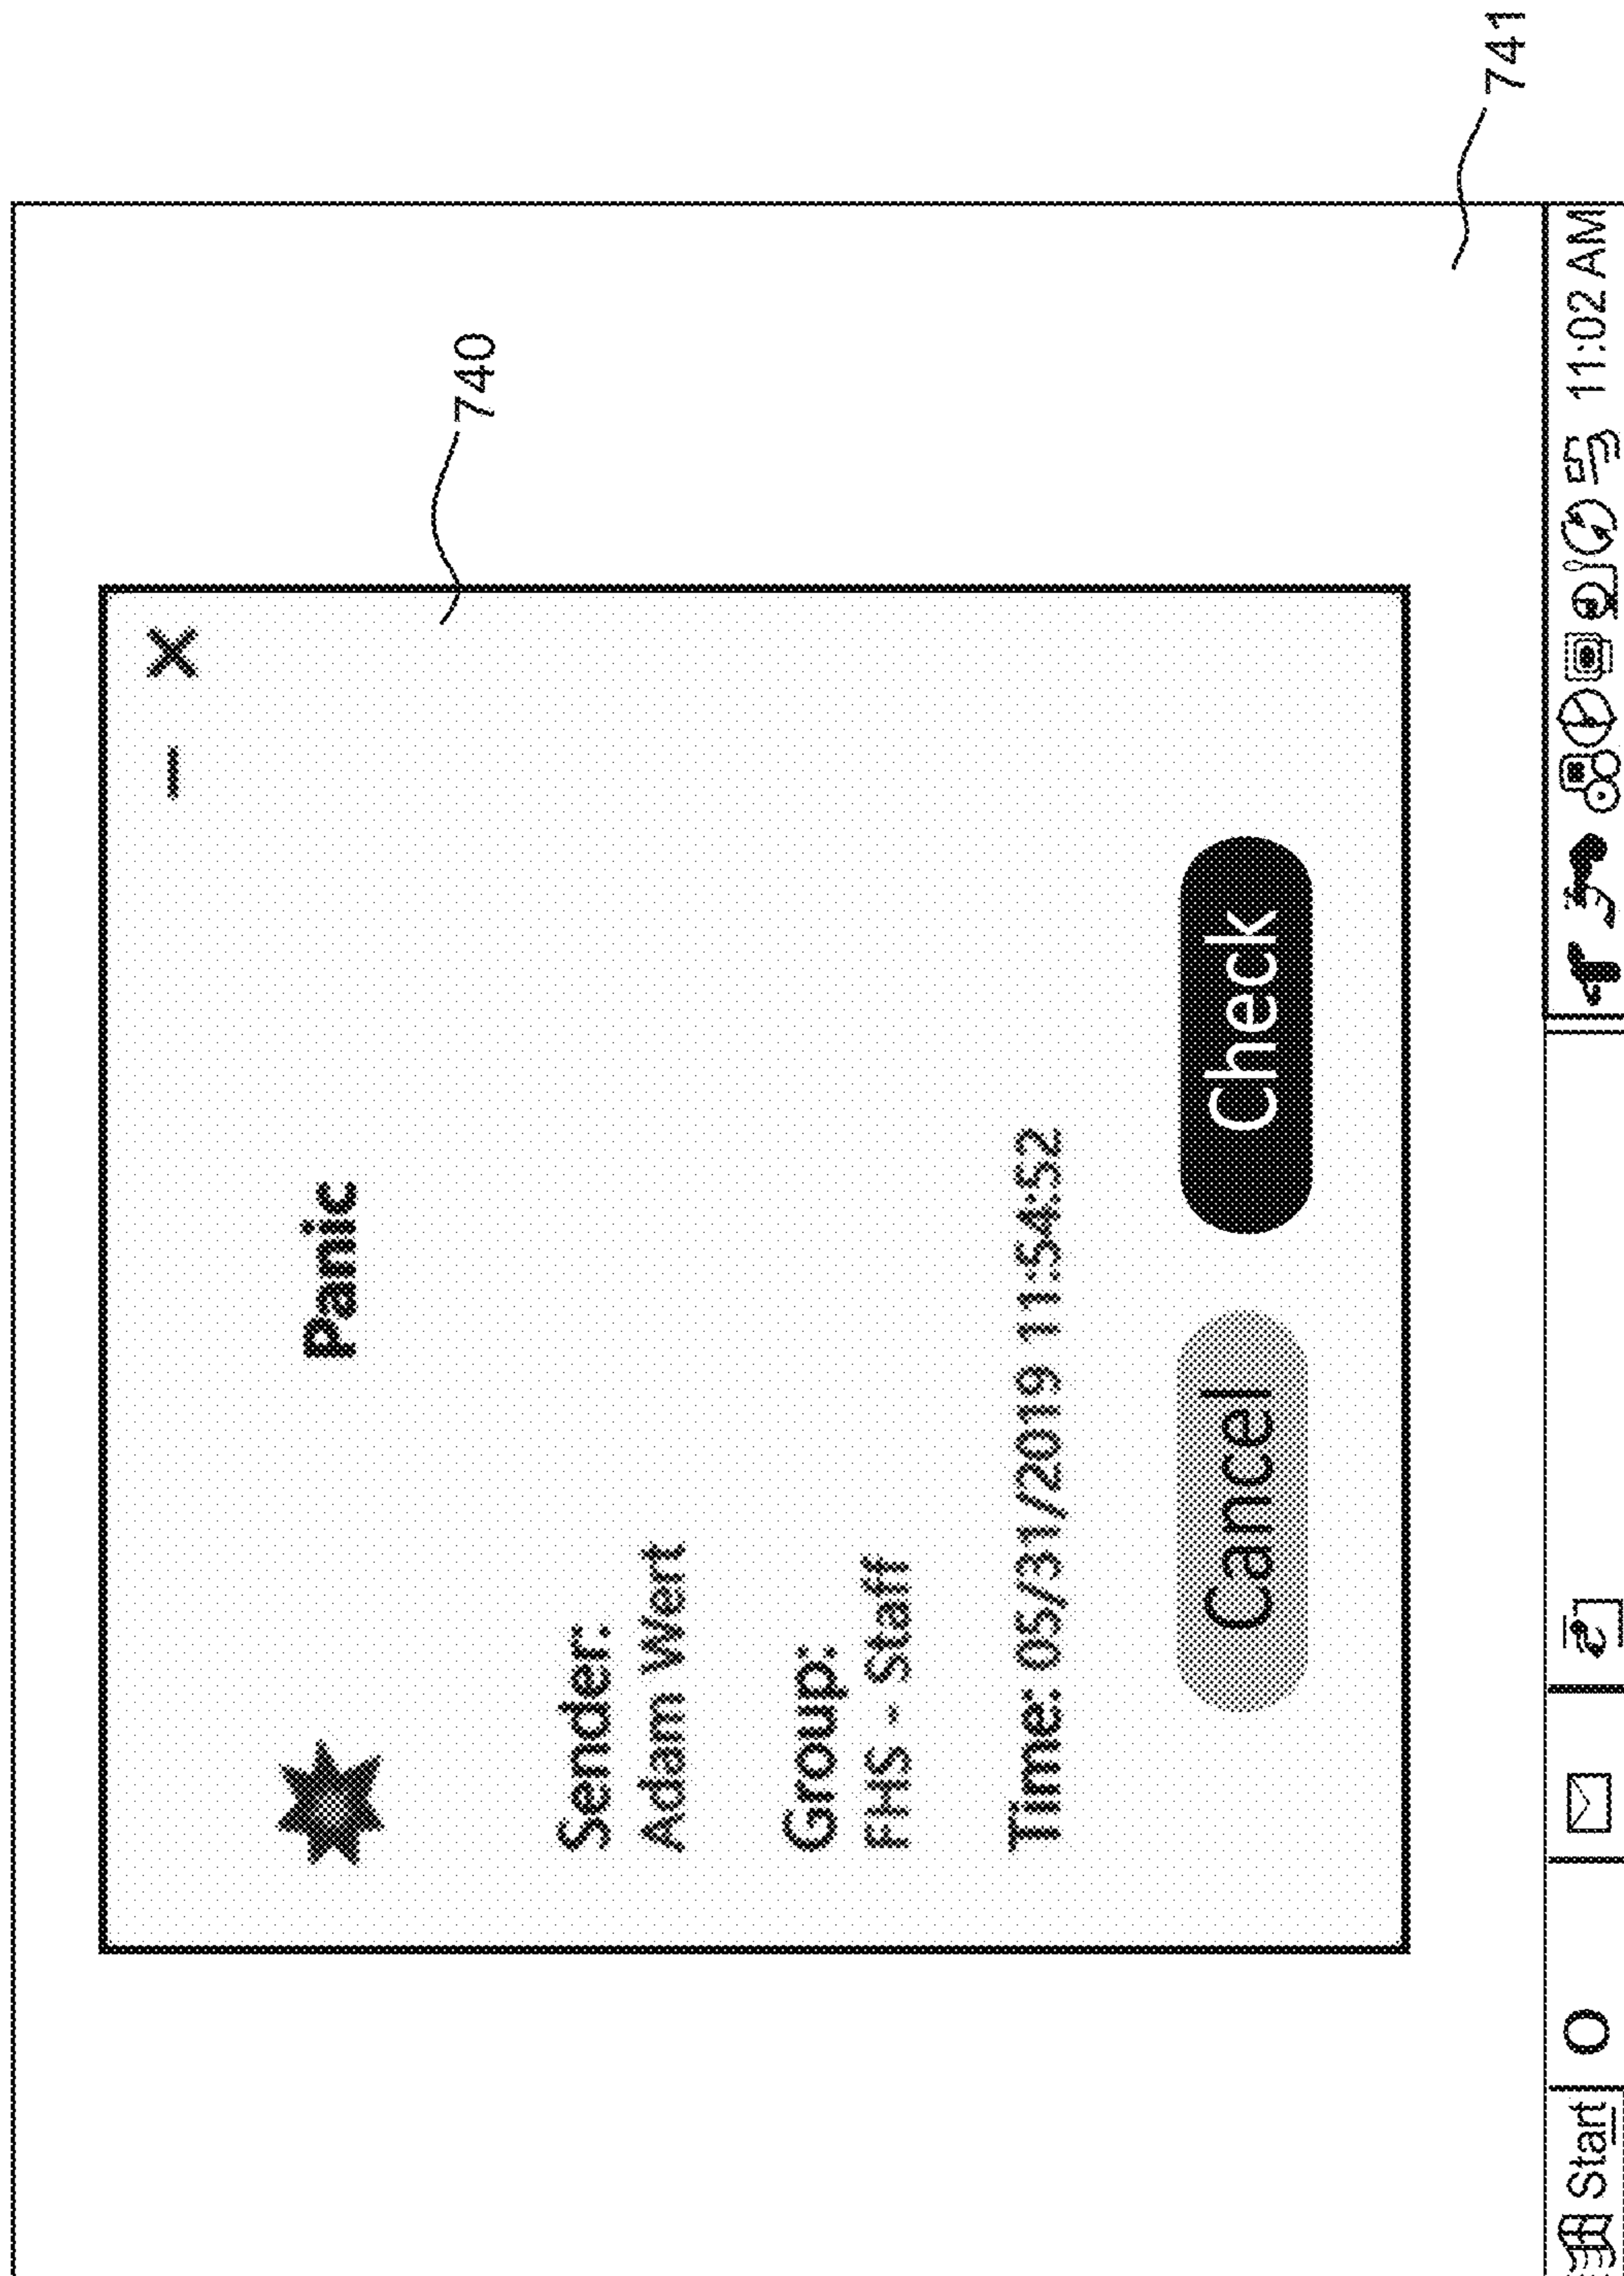 Panic
740
Sender:
Adam Wert
Group:
FHS - Staff
Time: 05/31/2019 11:54:52
Cancel
Check
741
Start
11:02 AM